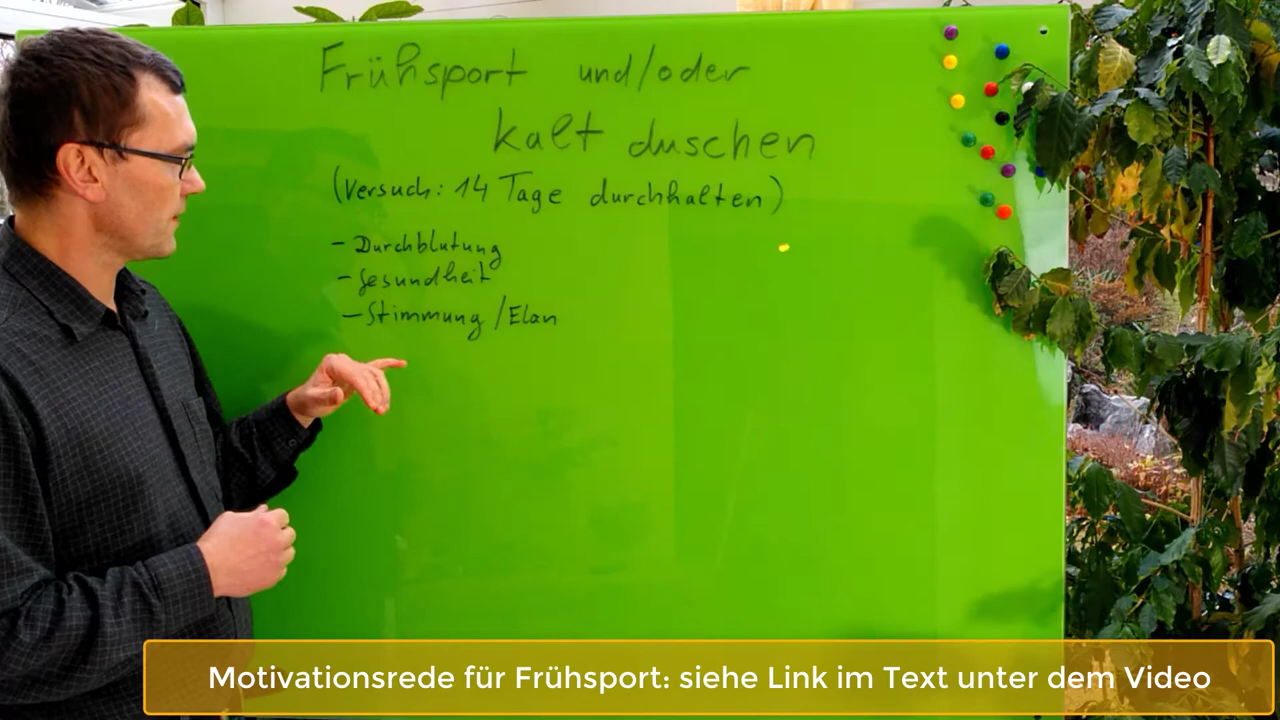 Frühsport und/oder
kalt duschen
(Versuch: 14 Tage durchhalten)
- Durchblutung
- Gesundheit
- Stimmung/Elan
Motivationsrede für Frühsport: siehe Link im Text unter dem Video